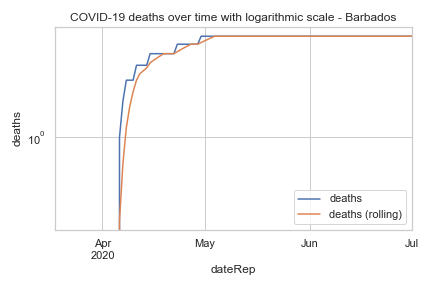 COVID-19 deaths over time with logarithmic scale - Barbados
deaths
10⁰
deaths
deaths (rolling)
Apr
2020
May
Jun
Jul
dateRep